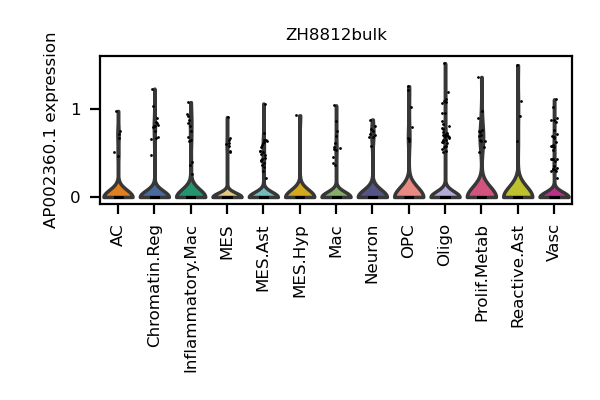 ZH8812bulk
AP002360.1 expression
1
0
AC
Chromatin.Reg
Inflammatory.Mac
MES
MES.Ast
MES.Hyp
Mac
Neuron
OPC
Oligo
Prolif.Metab
Reactive.Ast
Vasc